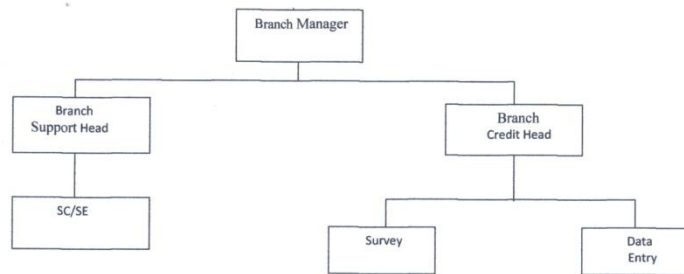 Branch Manager
Branch
Support Head
Branch
Credit Head
SC/SE
Survey
Data
Entry